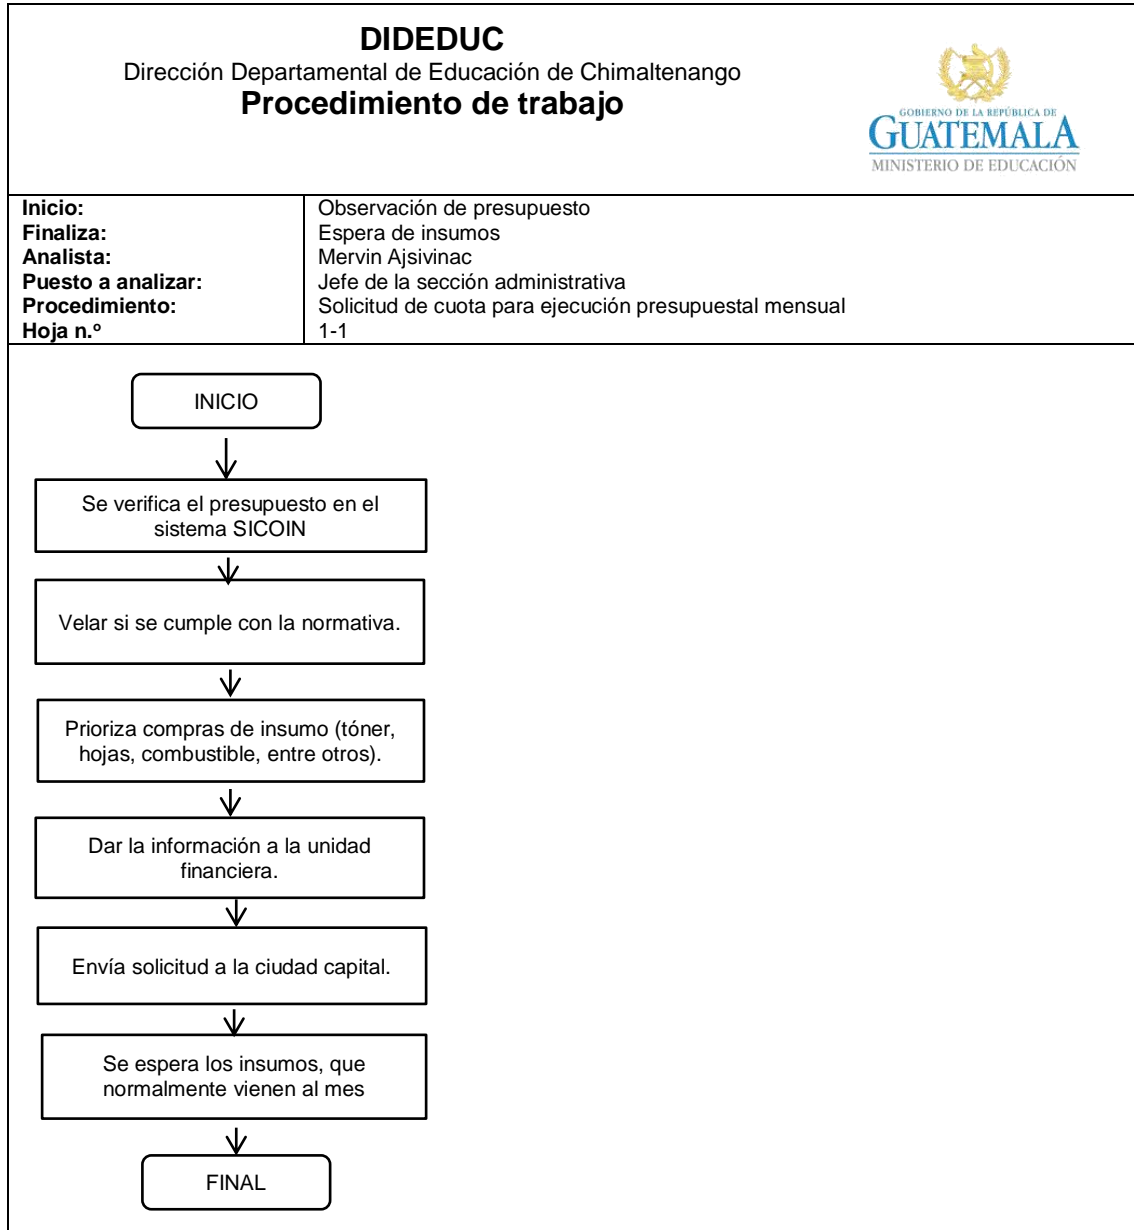 DIDEDUC
Dirección Departamental de Educación de Chimaltenango
Procedimiento de trabajo
GOBIERNO DE LA REPÚBLICA DE
GUATEMALA
MINISTERIO DE EDUCACIÓN
Inicio: Observación de presupuesto
Finaliza: Espera de insumos
Analista: Mervin Ajsivinac
Puesto a analizar: Jefe de la sección administrativa
Procedimiento: Solicitud de cuota para ejecución presupuestal mensual
Hoja n.º 1-1
INICIO
Se verifica el presupuesto en el
sistema SICOIN
Velar si se cumple con la normativa.
Prioriza compras de insumo (tóner,
hojas, combustible, entre otros).
Dar la información a la unidad
financiera.
Envía solicitud a la ciudad capital.
Se espera los insumos, que
normalmente vienen al mes
FINAL